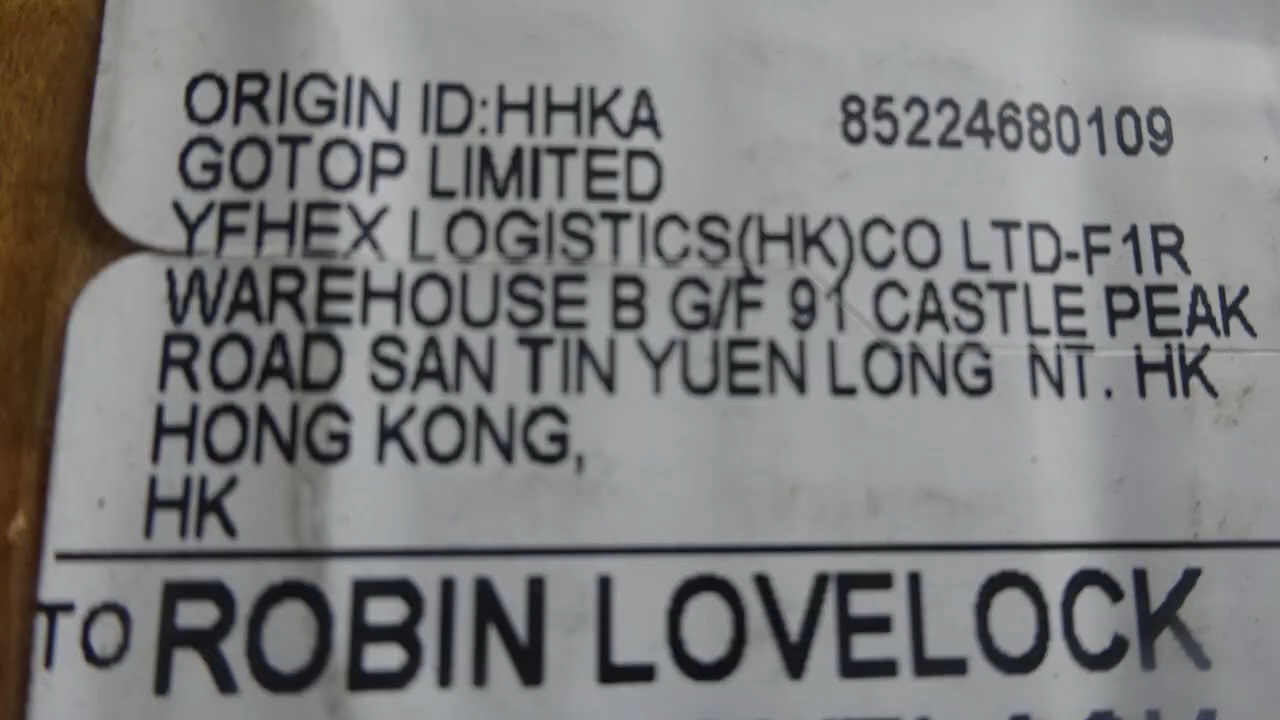 ORIGIN ID:HHKA 85224680109
GOTOP LIMITED
YFHEX LOGISTICS(HK)CO LTD-F1R
WAREHOUSE B G/F 91 CASTLE PEAK
ROAD SAN TIN YUEN LONG NT. HK
HONG KONG,
HK
TO ROBIN LOVELOCK